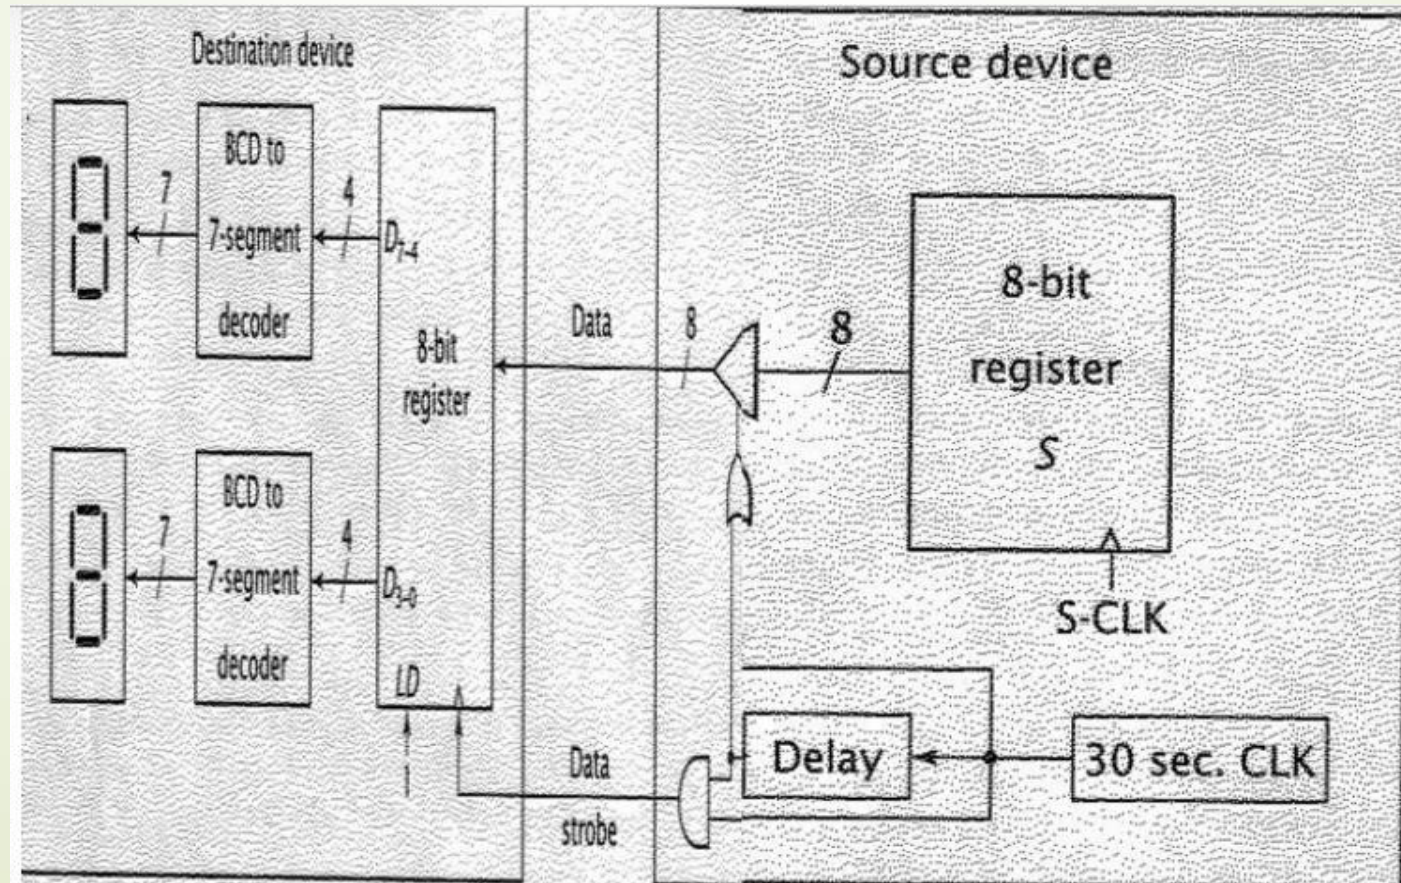 Destination device
Source device
BCD to
7-segment
decoder
7
4
D7-4
8-bit
register
Data
8
8
8-bit
register
S
S-CLK
BCD to
7-segment
decoder
7
4
D3-0
LD
1
Data
strobe
Delay
30 sec. CLK